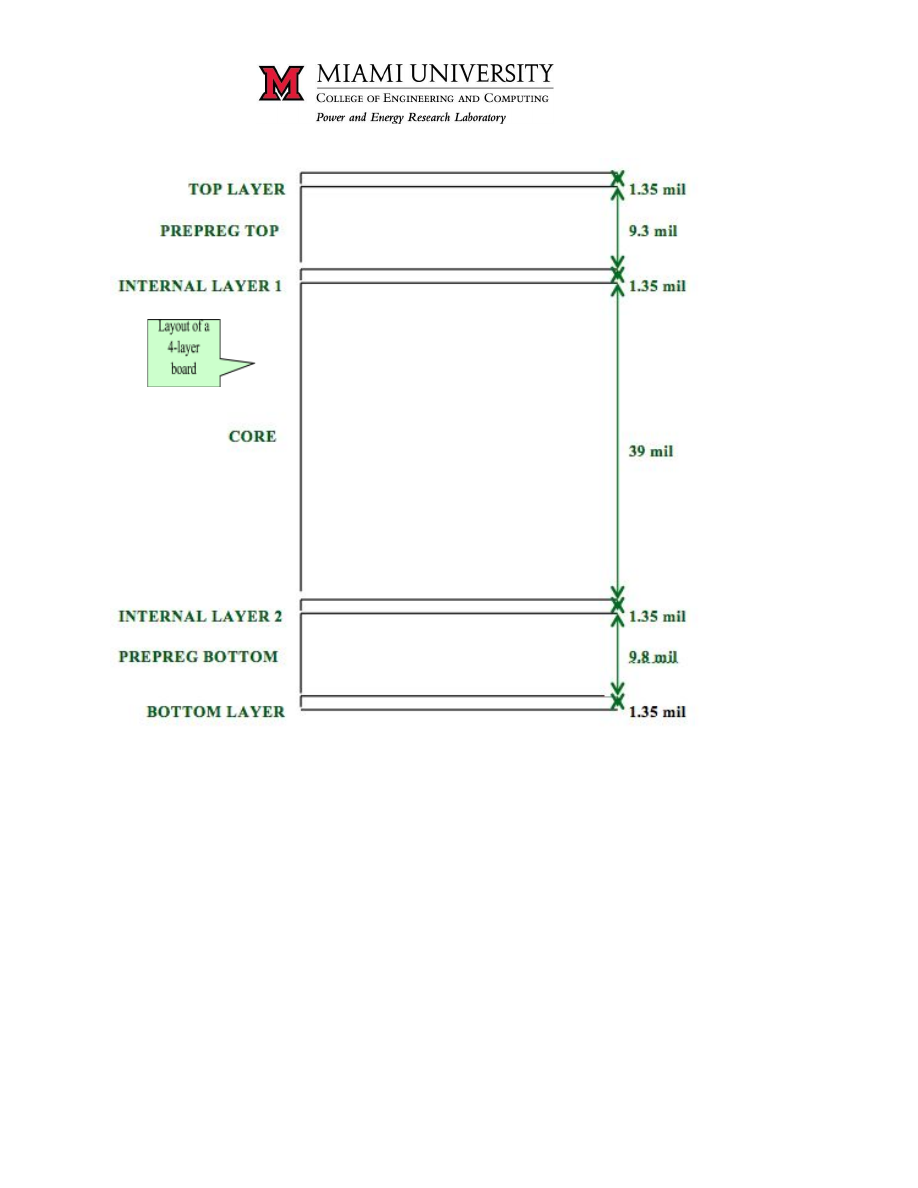 MIAMI UNIVERSITY
COLLEGE OF ENGINEERING AND COMPUTING
Power and Energy Research Laboratory
TOP LAYER 1.35 mil
PREPREG TOP 9.3 mil
INTERNAL LAYER 1 1.35 mil
Layout of a
4-layer
board
CORE 39 mil
INTERNAL LAYER 2 1.35 mil
PREPREG BOTTOM 9.8 mil
BOTTOM LAYER 1.35 mil